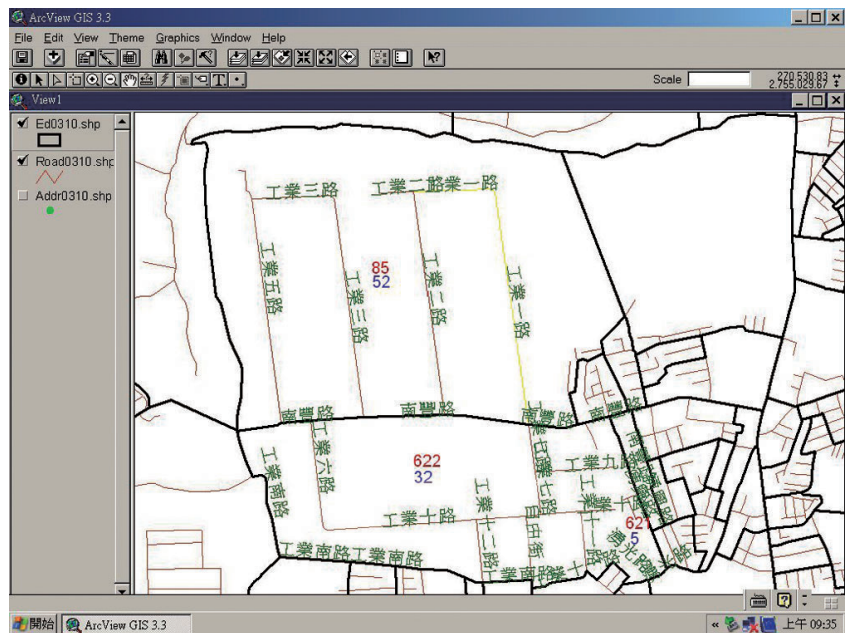 ArcView GIS 3.3
File Edit View Theme Graphics Window Help
Scale
270,530.83
2,755,029.67
View1
Ed0310.shp
Road0310.shp
Addr0310.shp
工業三路
工業二路
工業一路
工業五路
工業三路
85
52
工業二路
工業一路
南豐路
南豐路
南豐路
南豐路
工業南路
工業六路
622
32
工業九路
工業十路
工業十二路
自由街
621
5
工業南路工業南路
工業南路
開始
ArcView GIS 3.3
上午 09:35